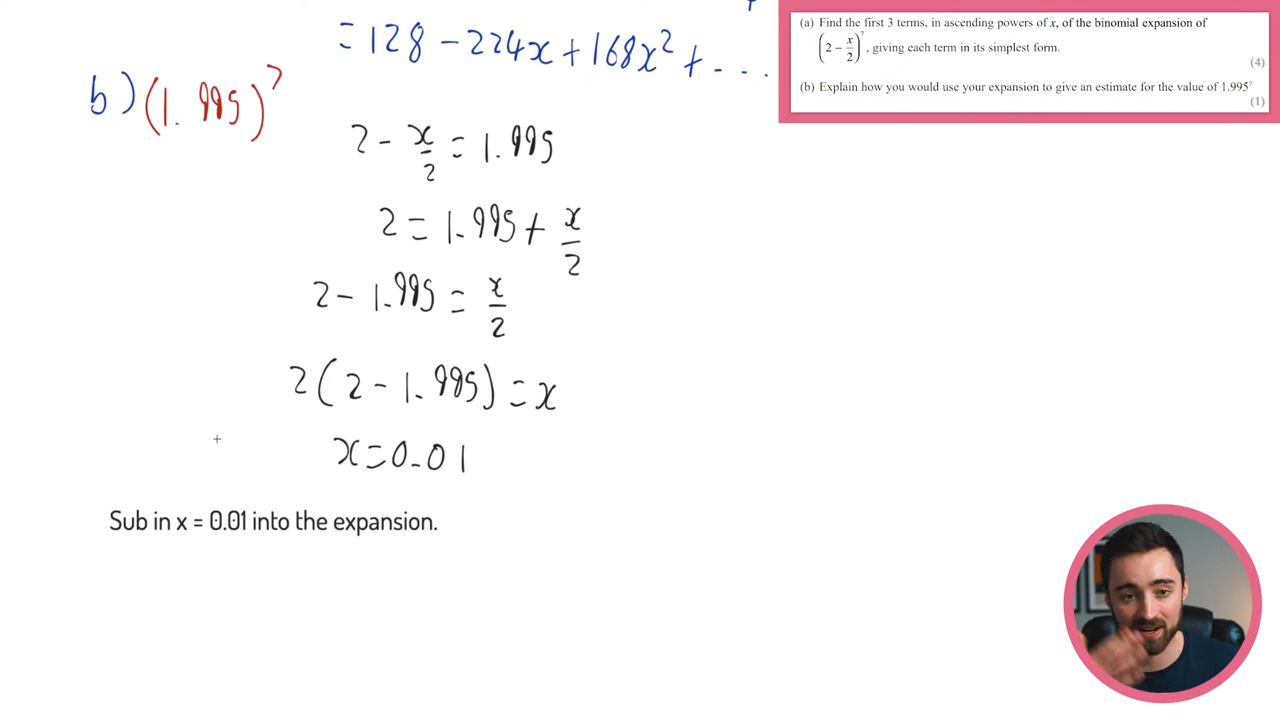 = 128 - 224x + 168x² + ...
(a) Find the first 3 terms, in ascending powers of x, of the binomial expansion of
(2 - x/2)⁷, giving each term in its simplest form.
(4)
(b) Explain how you would use your expansion to give an estimate for the value of 1.995⁷
(1)
b) (1.995)⁷
2 - x/2 = 1.995
2 = 1.995 + x/2
2 - 1.995 = x/2
2(2 - 1.995) = x
x = 0.01
Sub in x = 0.01 into the expansion.